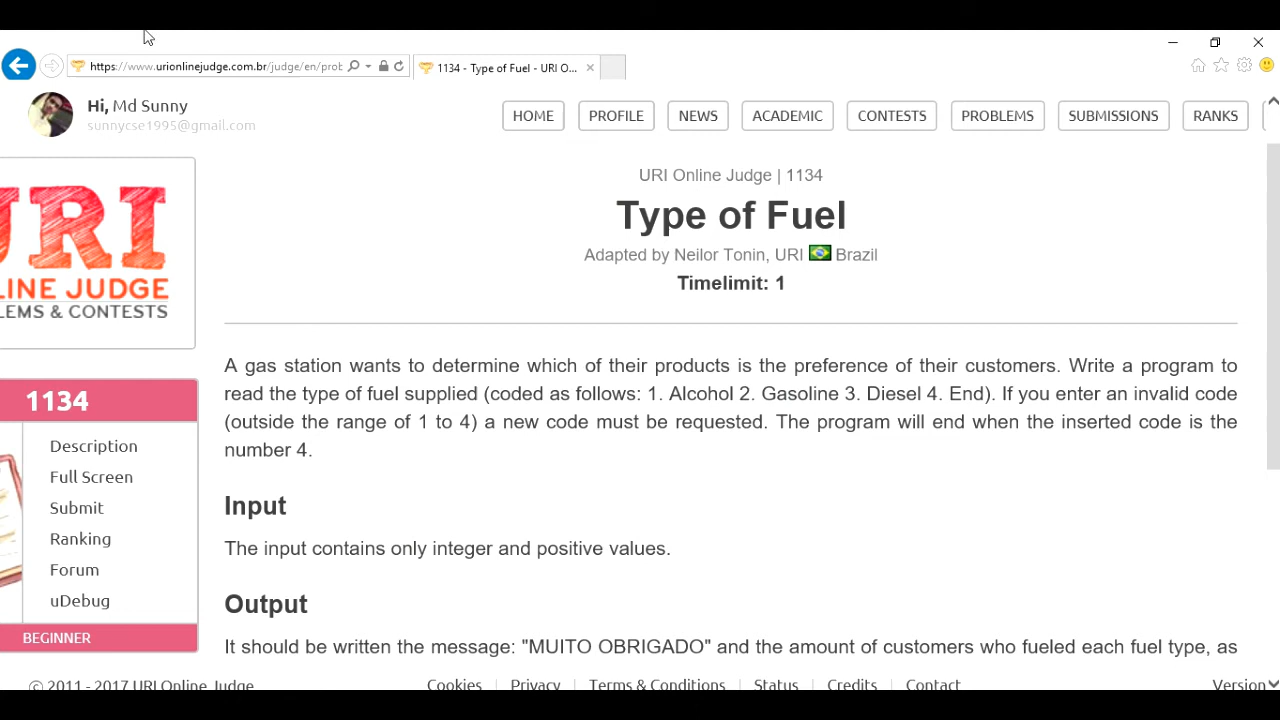 https://www.urionlinejudge.com.br/judge/en/prob
1134 - Type of Fuel - URI O...
Hi, Md Sunny
sunnycse1995@gmail.com
HOME
PROFILE
NEWS
ACADEMIC
CONTESTS
PROBLEMS
SUBMISSIONS
RANKS
URI
ONLINE JUDGE
LEMS & CONTESTS
URI Online Judge | 1134
Type of Fuel
Adapted by Neilor Tonin, URI Brazil
Timelimit: 1
A gas station wants to determine which of their products is the preference of their customers. Write a program to
read the type of fuel supplied (coded as follows: 1. Alcohol 2. Gasoline 3. Diesel 4. End). If you enter an invalid code
(outside the range of 1 to 4) a new code must be requested. The program will end when the inserted code is the
number 4.
Input
The input contains only integer and positive values.
Output
It should be written the message: "MUITO OBRIGADO" and the amount of customers who fueled each fuel type, as
1134
Description
Full Screen
Submit
Ranking
Forum
uDebug
BEGINNER
© 2011 - 2017 URI Online Judge
Cookies
Privacy
Terms & Conditions
Status
Credits
Contact
Version